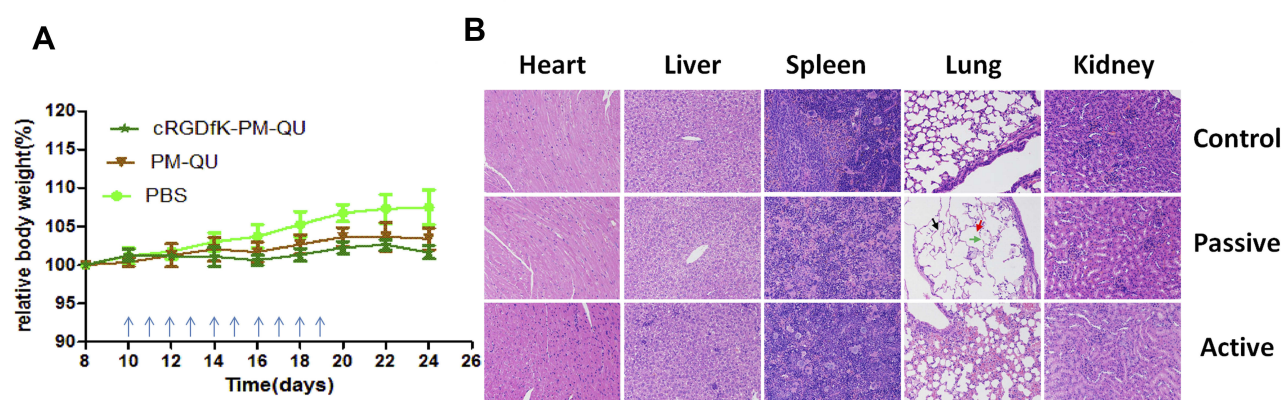 A
B
Heart Liver Spleen Lung Kidney
120
115
110
105
100
95
90
relative body weight(%)
cRGDfK-PM-QU
PM-QU
PBS
8 10 12 14 16 18 20 22 24 26
Time(days)
Control
Passive
Active